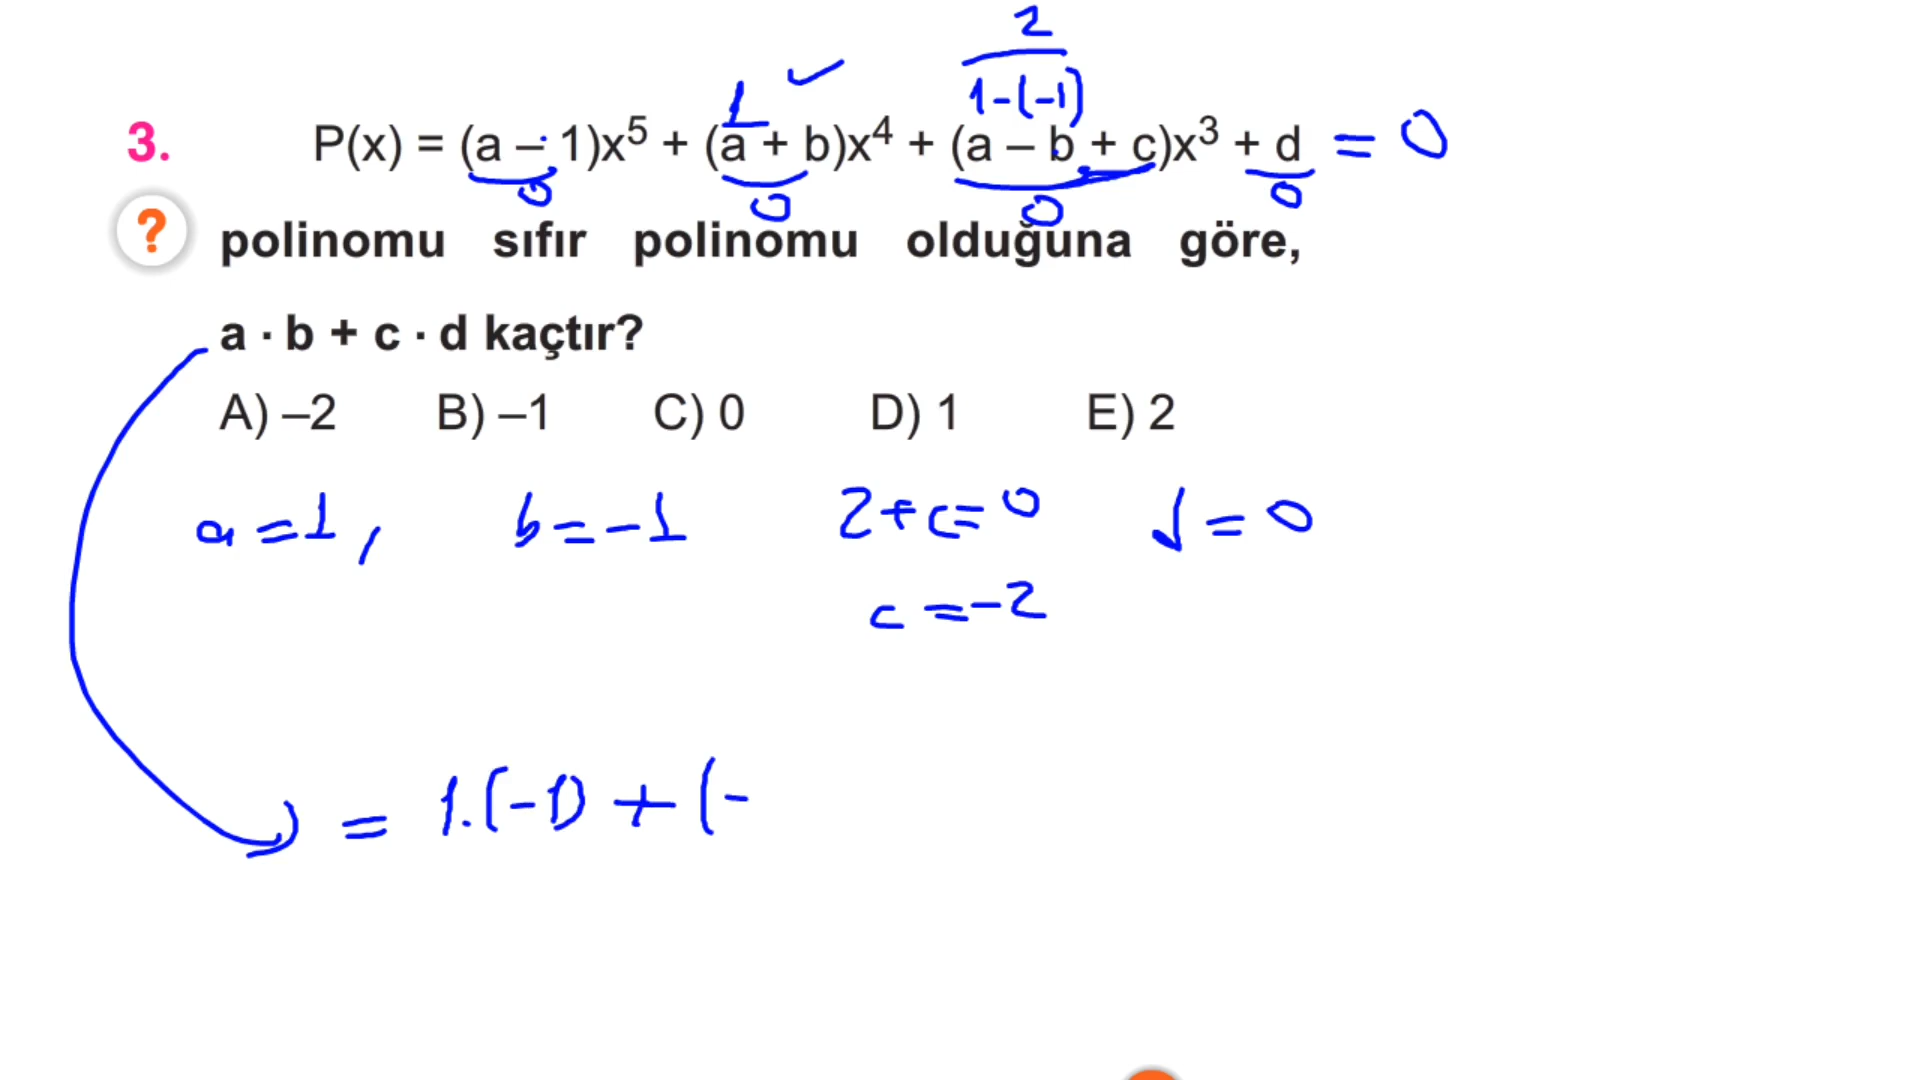 2
1-(-1)
1
3. P(x) = (a – 1)x⁵ + (a + b)x⁴ + (a – b + c)x³ + d = 0
0 0 0 0
? polinomu sıfır polinomu olduğuna göre,
a · b + c · d kaçtır?
A) –2 B) –1 C) 0 D) 1 E) 2
a = 1, b = -1 2+c=0 d = 0
c = -2
= 1.(-1) + (-